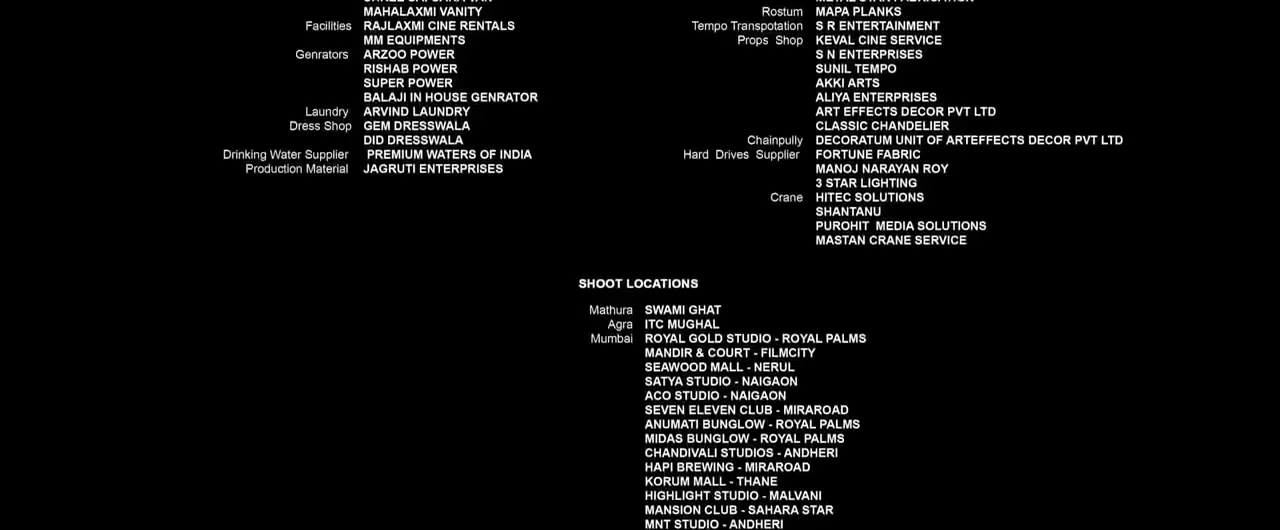 MAHALAXMI VANITY
Facilities RAJLAXMI CINE RENTALS
MM EQUIPMENTS
Genrators ARZOO POWER
RISHAB POWER
SUPER POWER
BALAJI IN HOUSE GENRATOR
Laundry ARVIND LAUNDRY
Dress Shop GEM DRESSWALA
DID DRESSWALA
Drinking Water Supplier PREMIUM WATERS OF INDIA
Production Material JAGRUTI ENTERPRISES
Rostum MAPA PLANKS
Tempo Transpotation S R ENTERTAINMENT
Props Shop KEVAL CINE SERVICE
S N ENTERPRISES
SUNIL TEMPO
AKKI ARTS
ALIYA ENTERPRISES
ART EFFECTS DECOR PVT LTD
CLASSIC CHANDELIER
Chainpully DECORATUM UNIT OF ARTEFFECTS DECOR PVT LTD
Hard Drives Supplier FORTUNE FABRIC
MANOJ NARAYAN ROY
3 STAR LIGHTING
Crane HITEC SOLUTIONS
SHANTANU
PUROHIT MEDIA SOLUTIONS
MASTAN CRANE SERVICE
SHOOT LOCATIONS
Mathura SWAMI GHAT
Agra ITC MUGHAL
Mumbai ROYAL GOLD STUDIO - ROYAL PALMS
MANDIR & COURT - FILMCITY
SEAWOOD MALL - NERUL
SATYA STUDIO - NAIGAON
ACO STUDIO - NAIGAON
SEVEN ELEVEN CLUB - MIRAROAD
ANUMATI BUNGLOW - ROYAL PALMS
MIDAS BUNGLOW - ROYAL PALMS
CHANDIVALI STUDIOS - ANDHERI
HAPI BREWING - MIRAROAD
KORUM MALL - THANE
HIGHLIGHT STUDIO - MALVANI
MANSION CLUB - SAHARA STAR
MNT STUDIO - ANDHERI